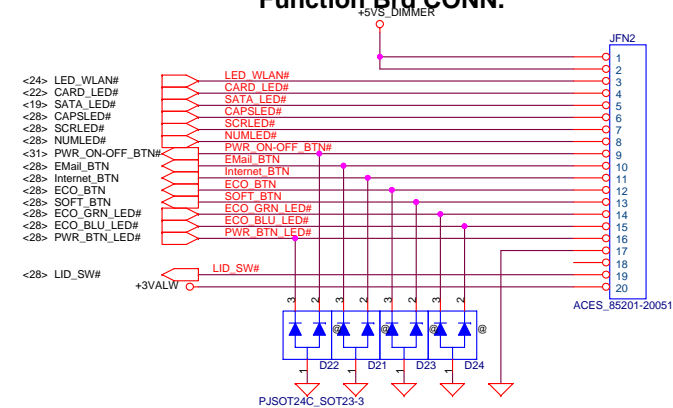 Function Brd CONN.
+5VS_DIMMER
JFN2
<24> LED_WLAN# LED_WLAN# 1
<22> CARD_LED# CARD_LED# 2
<19> SATA_LED# SATA_LED# 3
<28> CAPSLED# CAPSLED# 4
<28> SCRLED# SCRLED# 5
<28> NUMLED# NUMLED# 6
<31> PWR_ON-OFF_BTN# PWR_ON-OFF_BTN# 7
<28> EMail_BTN EMail_BTN 8
<28> Internet_BTN Internet_BTN 9
<28> ECO_BTN ECO_BTN 10
<28> SOFT_BTN SOFT_BTN 11
<28> ECO_GRN_LED# ECO_GRN_LED# 12
<28> ECO_BLU_LED# ECO_BLU_LED# 13
<28> PWR_BTN_LED# PWR_BTN_LED# 14
15
16
17
18
<28> LID_SW# LID_SW# 19
+3VALW 20
ACES_85201-20051
3 2 3 2 3 2 3 2
@ @ @ @
D22 D21 D23 D24
1 1 1 1
PJSOT24C_SOT23-3